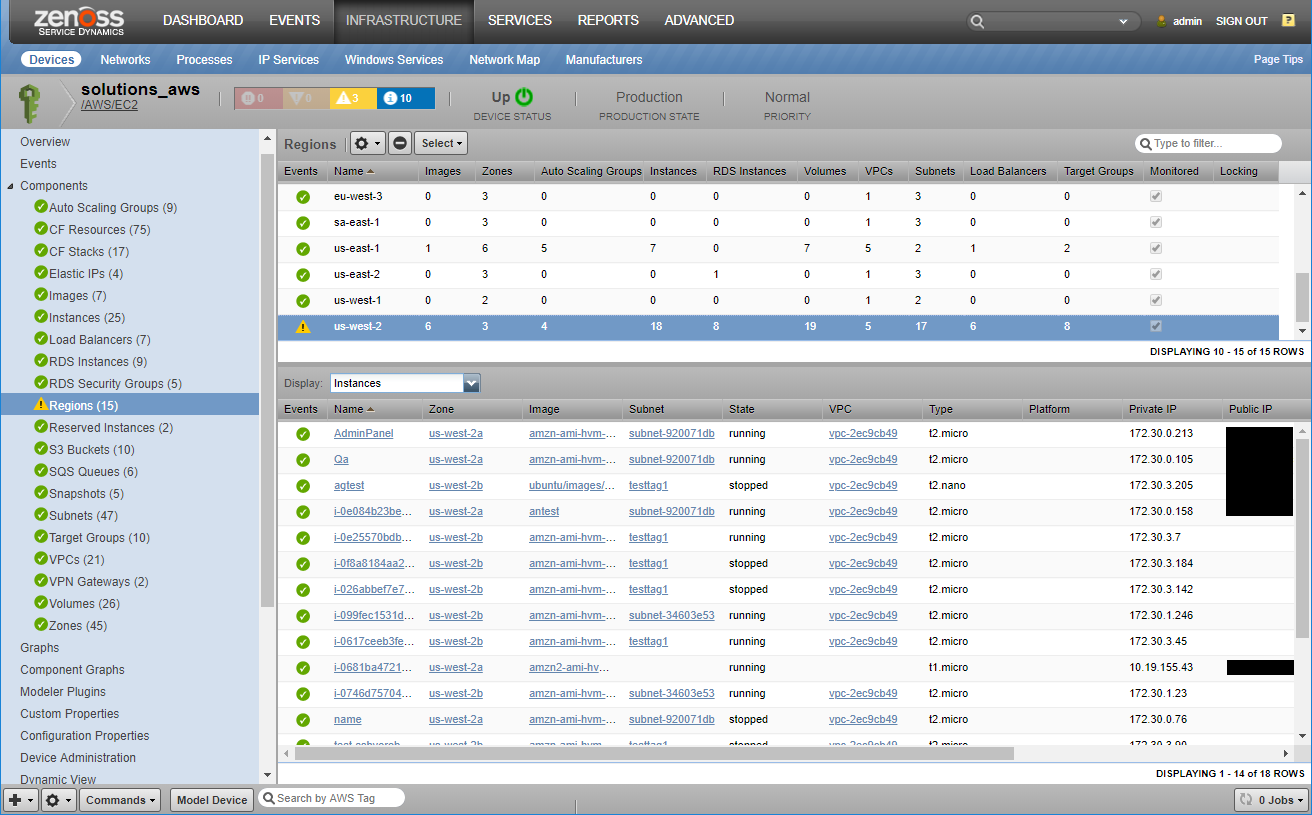 zenoss
SERVICE DYNAMICS
DASHBOARD EVENTS INFRASTRUCTURE SERVICES REPORTS ADVANCED
admin SIGN OUT ?
Devices Networks Processes IP Services Windows Services Network Map Manufacturers Page Tips
solutions_aws
/AWS/EC2
0 0 3 10
Up
DEVICE STATUS
Production
PRODUCTION STATE
Normal
PRIORITY
Overview
Events
Components
Auto Scaling Groups (9)
CF Resources (75)
CF Stacks (17)
Elastic IPs (4)
Images (7)
Instances (25)
Load Balancers (7)
RDS Instances (9)
RDS Security Groups (5)
Regions (15)
Reserved Instances (2)
S3 Buckets (10)
SQS Queues (6)
Snapshots (5)
Subnets (47)
Target Groups (10)
VPCs (21)
VPN Gateways (2)
Volumes (26)
Zones (45)
Graphs
Component Graphs
Modeler Plugins
Custom Properties
Configuration Properties
Device Administration
Dynamic View
Regions Select Type to filter...
Events Name Images Zones Auto Scaling Groups Instances RDS Instances Volumes VPCs Subnets Load Balancers Target Groups Monitored Locking
eu-west-3 0 3 0 0 0 0 1 3 0 0
sa-east-1 0 3 0 0 0 0 1 3 0 0
us-east-1 1 6 5 7 0 7 5 2 1 2
us-east-2 0 3 0 0 1 0 1 3 0 0
us-west-1 0 2 0 0 0 0 1 2 0 0
us-west-2 6 3 4 18 8 19 5 17 6 8
DISPLAYING 10 - 15 of 15 ROWS
Display: Instances
Events Name Zone Image Subnet State VPC Type Platform Private IP Public IP
AdminPanel us-west-2a amzn-ami-hvm-... subnet-920071db running vpc-2ec9cb49 t2.micro 172.30.0.213
Qa us-west-2a amzn-ami-hvm-... subnet-920071db running vpc-2ec9cb49 t2.micro 172.30.0.105
agtest us-west-2b ubuntu/images/... testtag1 stopped vpc-2ec9cb49 t2.nano 172.30.3.205
i-0e084b23be... us-west-2a antest subnet-920071db running vpc-2ec9cb49 t2.micro 172.30.0.158
i-0e25570bdb... us-west-2b amzn-ami-hvm-... testtag1 running vpc-2ec9cb49 t2.micro 172.30.3.7
i-0f8a8184aa2... us-west-2b amzn-ami-hvm-... testtag1 stopped vpc-2ec9cb49 t2.micro 172.30.3.184
i-026abbef7e7... us-west-2b amzn-ami-hvm-... testtag1 stopped vpc-2ec9cb49 t2.micro 172.30.3.142
i-099fec1531d... us-west-2b amzn-ami-hvm-... subnet-34603e53 running vpc-2ec9cb49 t2.micro 172.30.1.246
i-0617ceeb3fe... us-west-2b amzn-ami-hvm-... testtag1 running vpc-2ec9cb49 t2.micro 172.30.3.45
i-0681ba4721... us-west-2a amzn2-ami-hv... running t1.micro 10.19.155.43
i-0746d75704... us-west-2b amzn-ami-hvm-... subnet-34603e53 running vpc-2ec9cb49 t2.micro 172.30.1.23
name us-west-2a amzn-ami-hvm-... subnet-920071db stopped vpc-2ec9cb49 t2.micro 172.30.0.76
us-west-2b amzn-ami-hvm-... testtag1 stopped vpc-2ec9cb49 t2.micro 172.30.3.90
DISPLAYING 1 - 14 of 18 ROWS
Commands Model Device Search by AWS Tag 0 Jobs